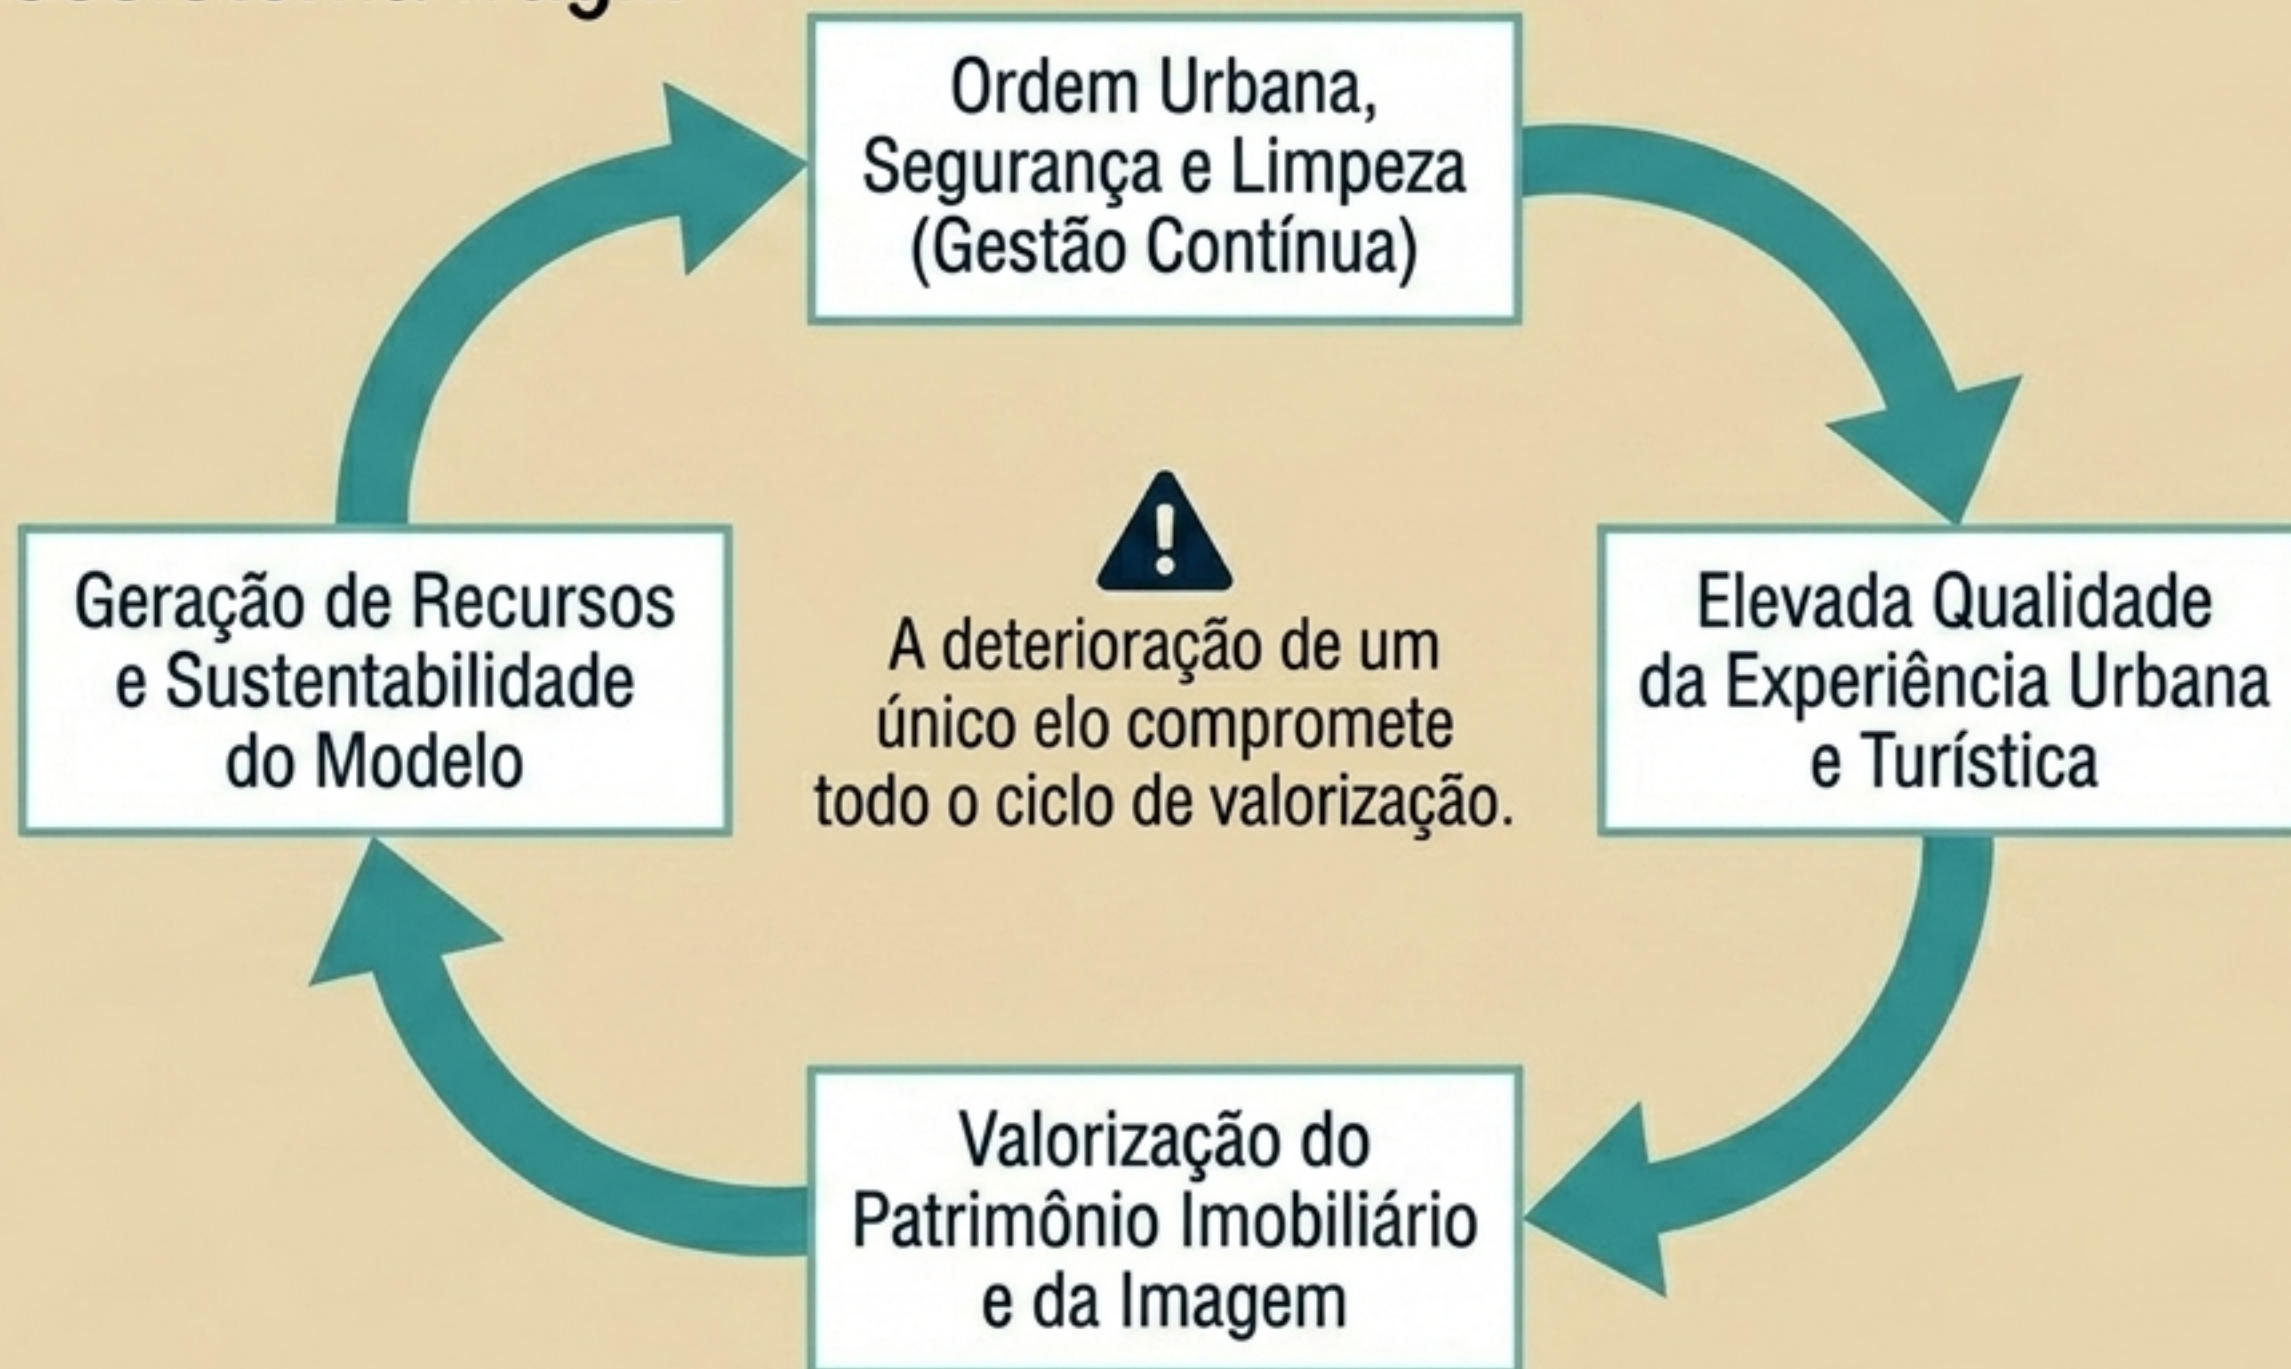 Ordem Urbana,
Segurança e Limpeza
(Gestão Contínua)
Geração de Recursos
e Sustentabilidade
do Modelo
A deterioração de um
único elo compromete
todo o ciclo de valorização.
Elevada Qualidade
da Experiência Urbana
e Turística
Valorização do
Patrimônio Imobiliário
e da Imagem